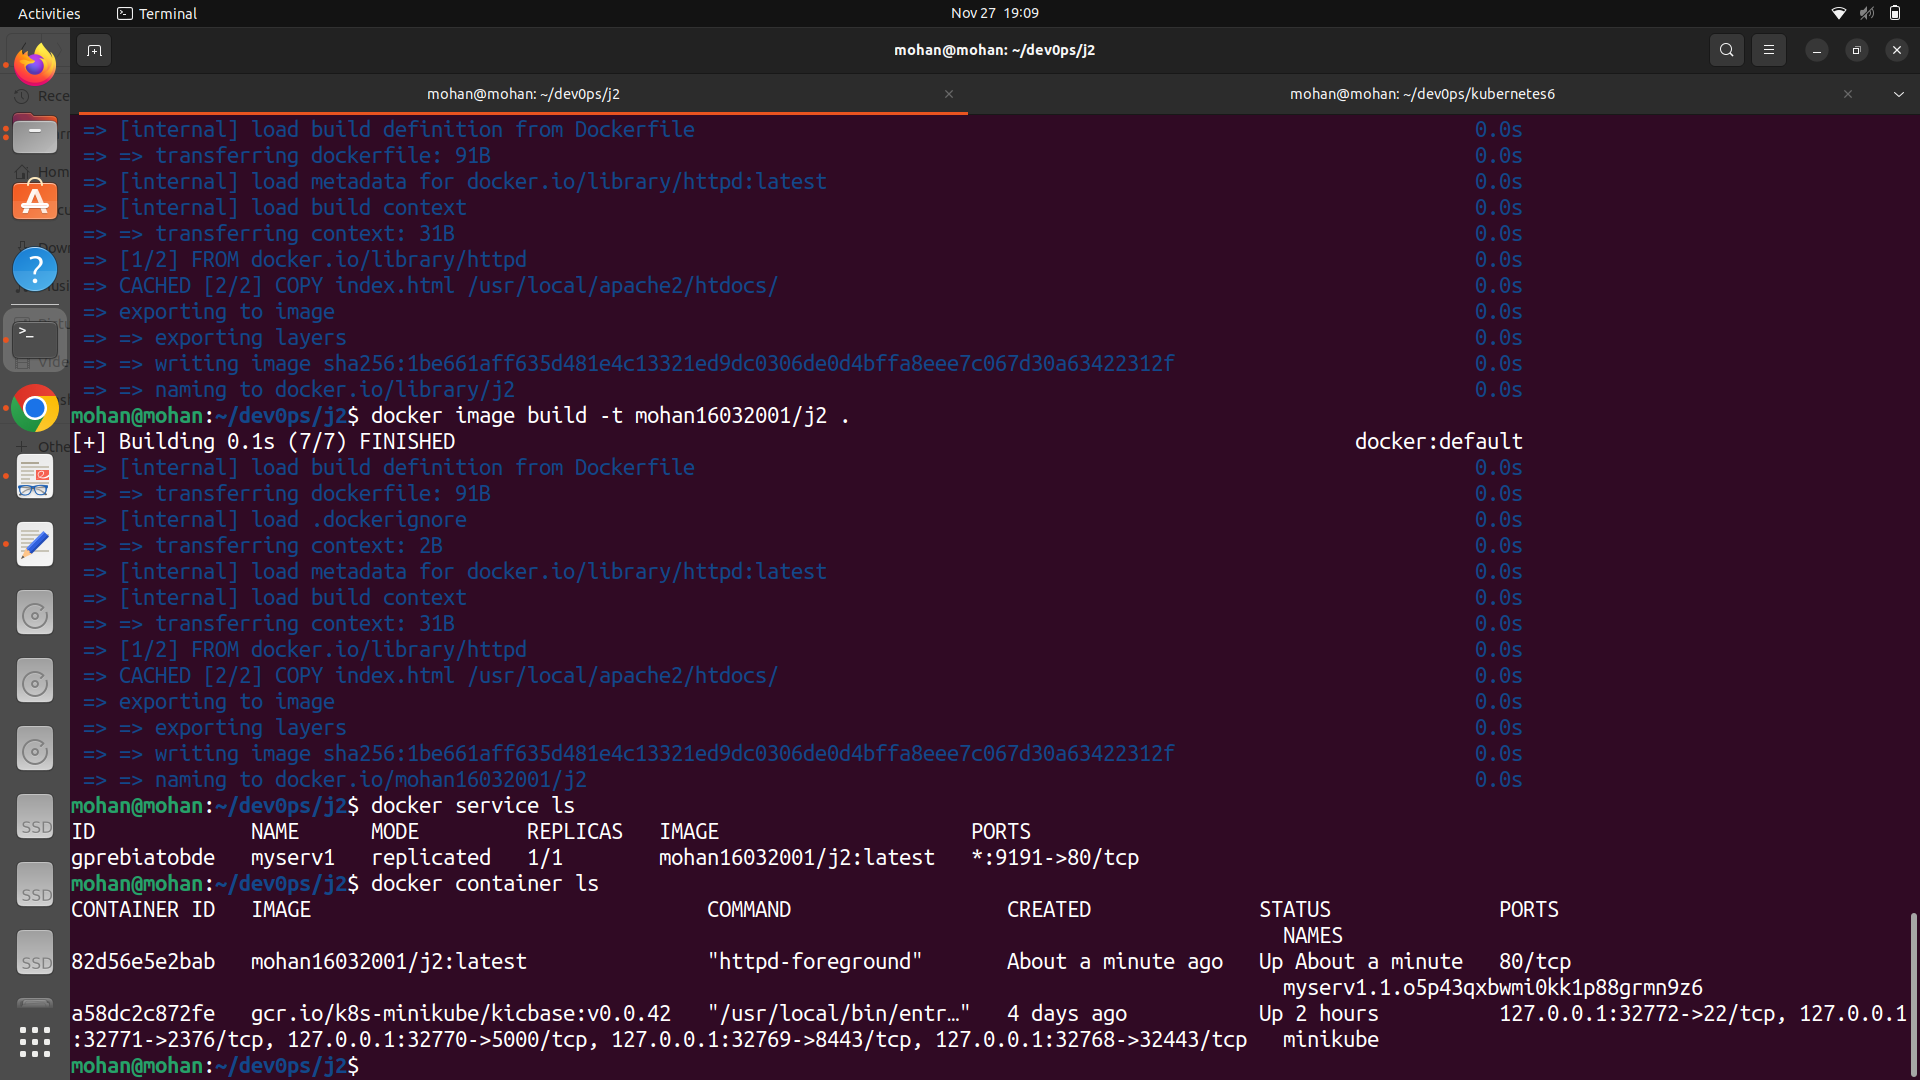 Activities
Terminal
Nov 27 19:09
mohan@mohan: ~/dev0ps/j2
mohan@mohan: ~/dev0ps/j2
mohan@mohan: ~/dev0ps/kubernetes6
=> [internal] load build definition from Dockerfile 0.0s
=> => transferring dockerfile: 91B 0.0s
=> [internal] load metadata for docker.io/library/httpd:latest 0.0s
=> [internal] load build context 0.0s
=> => transferring context: 31B 0.0s
=> [1/2] FROM docker.io/library/httpd 0.0s
=> CACHED [2/2] COPY index.html /usr/local/apache2/htdocs/ 0.0s
=> exporting to image 0.0s
=> => exporting layers 0.0s
=> => writing image sha256:1be661aff635d481e4c13321ed9dc0306de0d4bffa8eee7c067d30a63422312f 0.0s
=> => naming to docker.io/library/j2 0.0s
mohan@mohan:~/dev0ps/j2$ docker image build -t mohan16032001/j2 .
[+] Building 0.1s (7/7) FINISHED docker:default
=> [internal] load build definition from Dockerfile 0.0s
=> => transferring dockerfile: 91B 0.0s
=> [internal] load .dockerignore 0.0s
=> => transferring context: 2B 0.0s
=> [internal] load metadata for docker.io/library/httpd:latest 0.0s
=> [internal] load build context 0.0s
=> => transferring context: 31B 0.0s
=> [1/2] FROM docker.io/library/httpd 0.0s
=> CACHED [2/2] COPY index.html /usr/local/apache2/htdocs/ 0.0s
=> exporting to image 0.0s
=> => exporting layers 0.0s
=> => writing image sha256:1be661aff635d481e4c13321ed9dc0306de0d4bffa8eee7c067d30a63422312f 0.0s
=> => naming to docker.io/mohan16032001/j2 0.0s
mohan@mohan:~/dev0ps/j2$ docker service ls
ID NAME MODE REPLICAS IMAGE PORTS
gprebiatobde myserv1 replicated 1/1 mohan16032001/j2:latest *:9191->80/tcp
mohan@mohan:~/dev0ps/j2$ docker container ls
CONTAINER ID IMAGE COMMAND CREATED STATUS PORTS
NAMES
82d56e5e2bab mohan16032001/j2:latest "httpd-foreground" About a minute ago Up About a minute 80/tcp
myserv1.1.o5p43qxbwmi0kk1p88grmn9z6
a58dc2c872fe gcr.io/k8s-minikube/kicbase:v0.0.42 "/usr/local/bin/entr…" 4 days ago Up 2 hours 127.0.0.1:32772->22/tcp, 127.0.0.1
:32771->2376/tcp, 127.0.0.1:32770->5000/tcp, 127.0.0.1:32769->8443/tcp, 127.0.0.1:32768->32443/tcp minikube
mohan@mohan:~/dev0ps/j2$
Rece
Hom
Othe
SSD
SSD
SSD